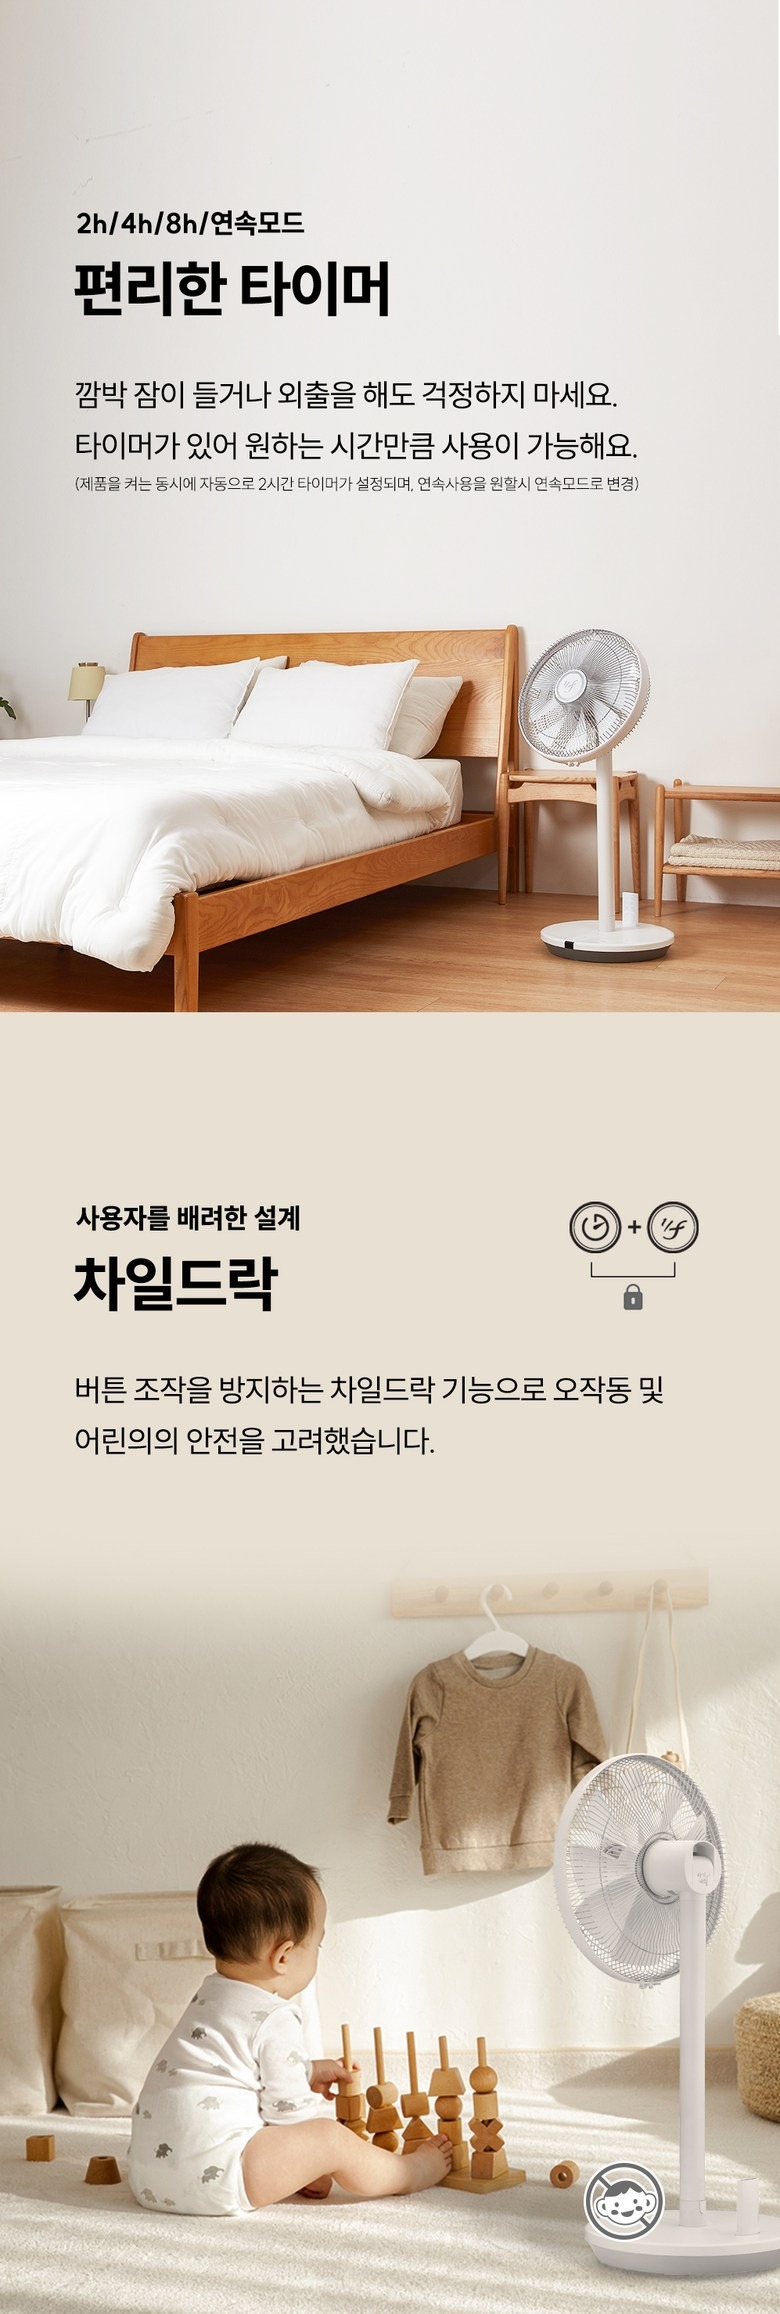 2h/4h/8h/연속모드
편리한 타이머
깜박 잠이 들거나 외출을 해도 걱정하지 마세요.
타이머가 있어 원하는 시간만큼 사용이 가능해요.
(제품을 켜는 동시에 자동으로 2시간 타이머가 설정되며, 연속사용을 원할시 연속모드로 변경)
사용자를 배려한 설계
차일드락
+ 1/f
버튼 조작을 방지하는 차일드락 기능으로 오작동 및
어린의의 안전을 고려했습니다.